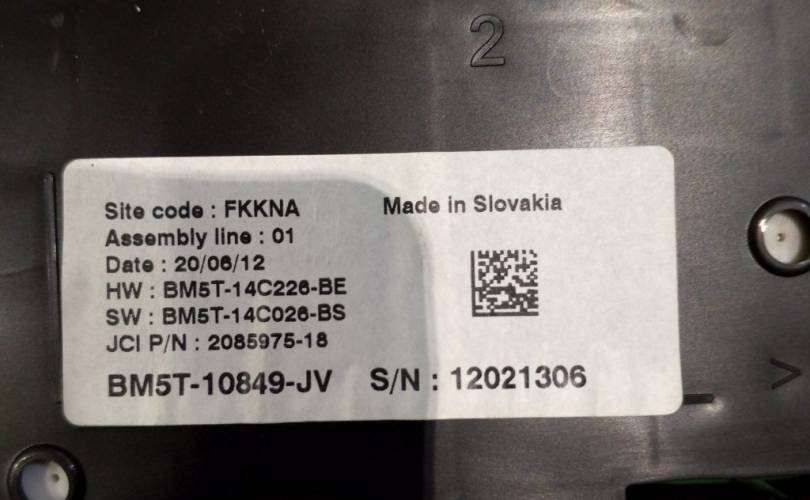 2
Site code : FKKNA
Made in Slovakia
Assembly line : 01
Date : 20/06/12
HW : BM5T-14C226-BE
SW : BM5T-14C026-BS
JCI P/N : 2085975-18
BM5T-10849-JV S/N : 12021306
>